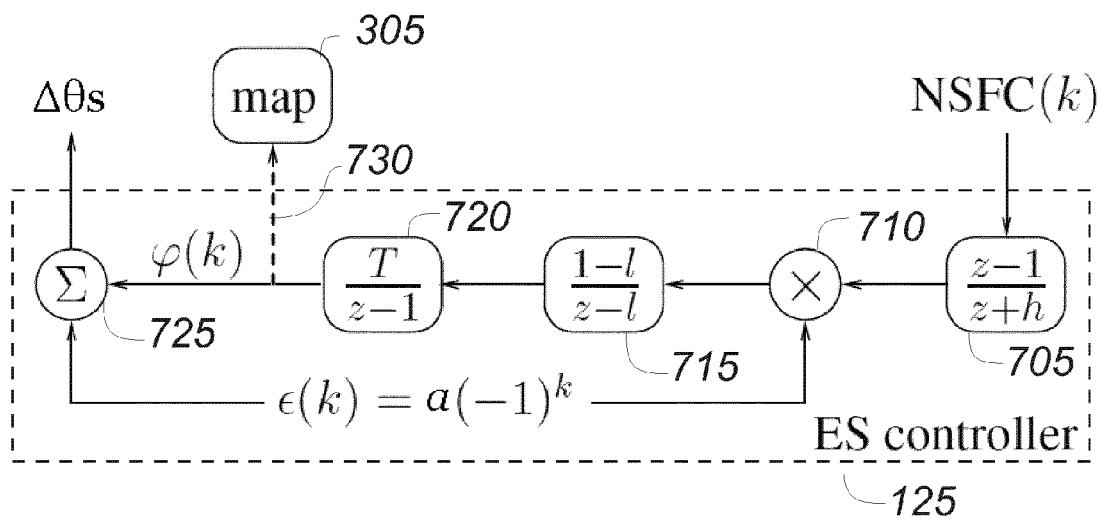 305
Δθs
map
NSFC(k)
730
720
710
φ(k)
Σ
T
z−1
1−l
z−l
×
z−1
z+h
725
715
705
ϵ(k) = a(−1)^k
ES controller
125